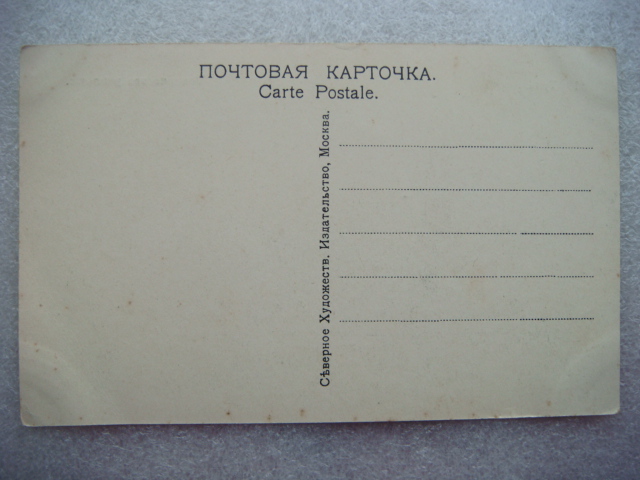 ПОЧТОВАЯ КАРТОЧКА.
Carte Postale.
Сѣверное Художеств. Издательство, Москва.